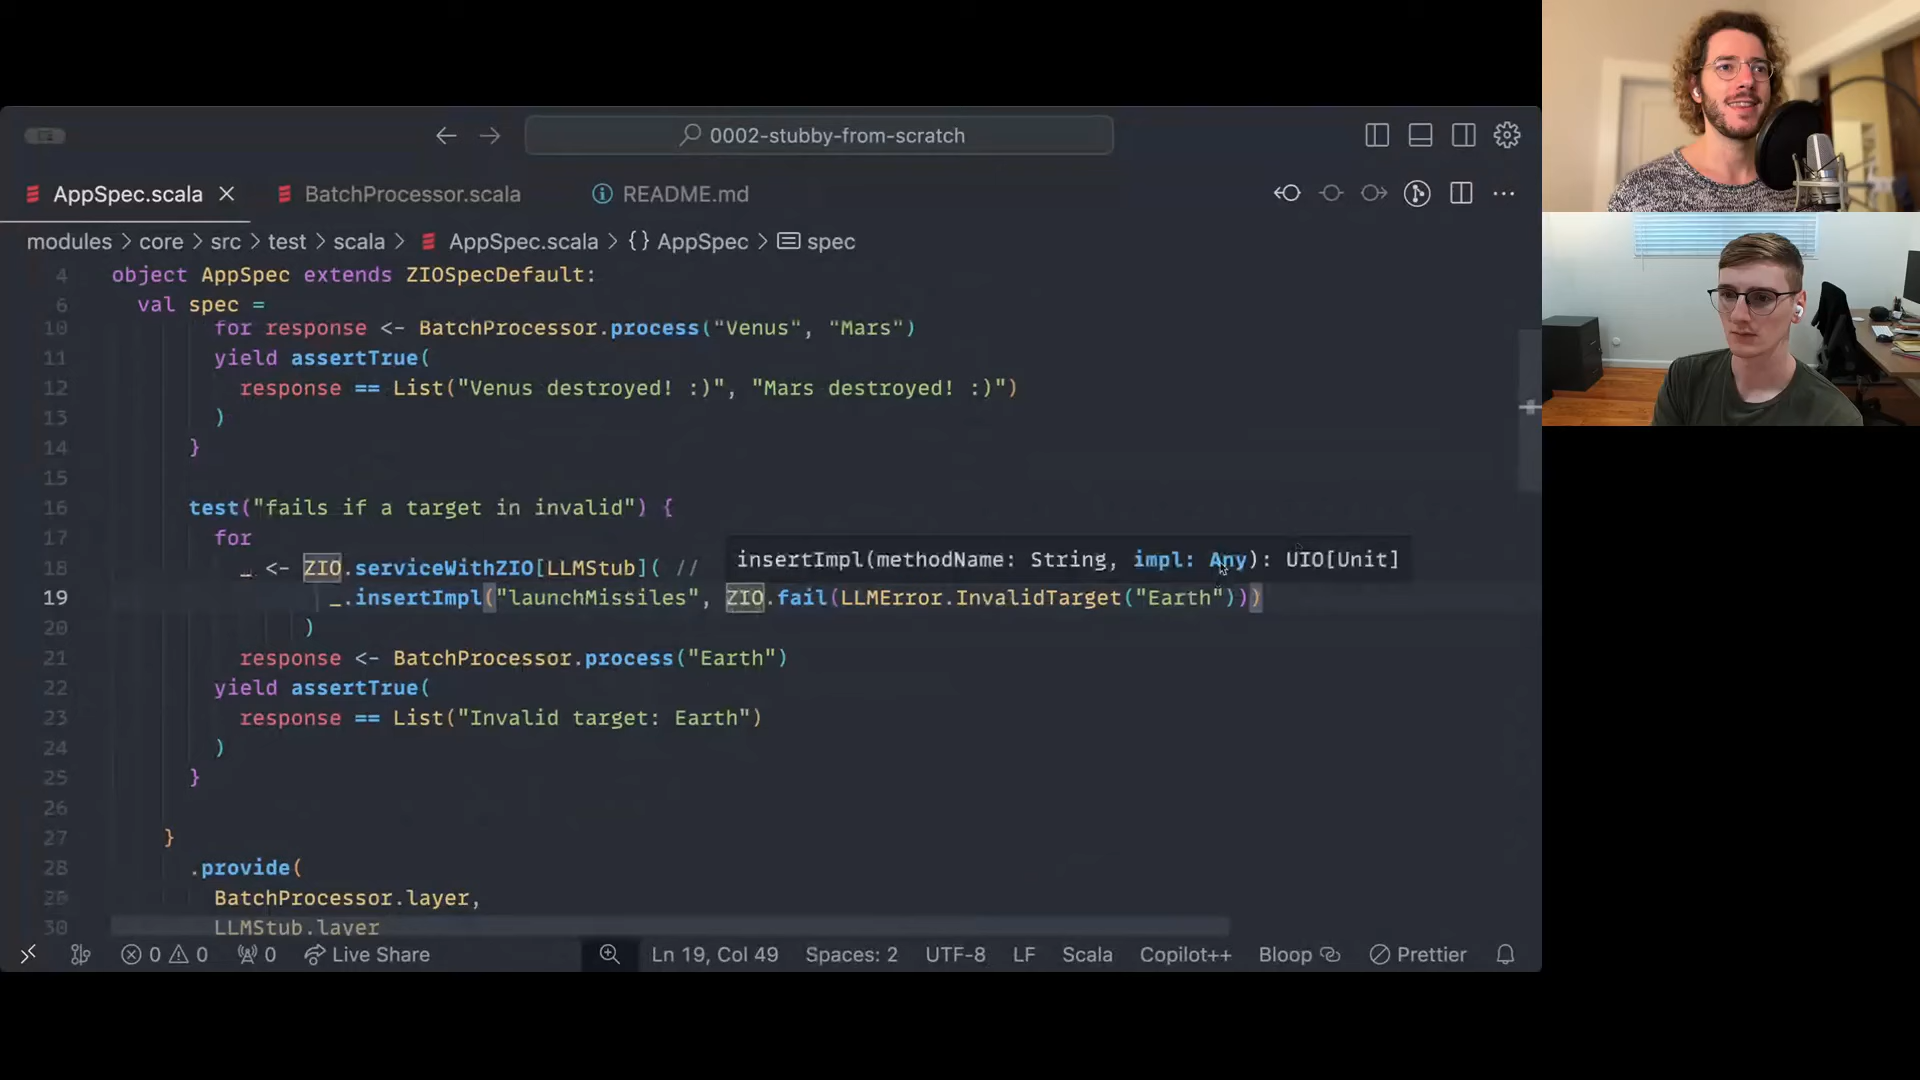 0002-stubby-from-scratch
AppSpec.scala
BatchProcessor.scala
README.md
modules > core > src > test > scala > AppSpec.scala > {} AppSpec > spec
4 object AppSpec extends ZIOSpecDefault:
6 val spec =
10 for response <- BatchProcessor.process("Venus", "Mars")
11 yield assertTrue(
12 response == List("Venus destroyed! :)", "Mars destroyed! :)")
13 )
14 }
15
16 test("fails if a target in invalid") {
17 for
insertImpl(methodName: String, impl: Any): UIO[Unit]
18 _ <- ZIO.serviceWithZIO[LLMStub]( //
19 _.insertImpl("launchMissiles", ZIO.fail(LLMError.InvalidTarget("Earth")))
20 )
21 response <- BatchProcessor.process("Earth")
22 yield assertTrue(
23 response == List("Invalid target: Earth")
24 )
25 }
26
27 }
28 .provide(
29 BatchProcessor.layer,
30 LLMStub.layer
0 0 0 Live Share Ln 19, Col 49 Spaces: 2 UTF-8 LF Scala Copilot++ Bloop Prettier